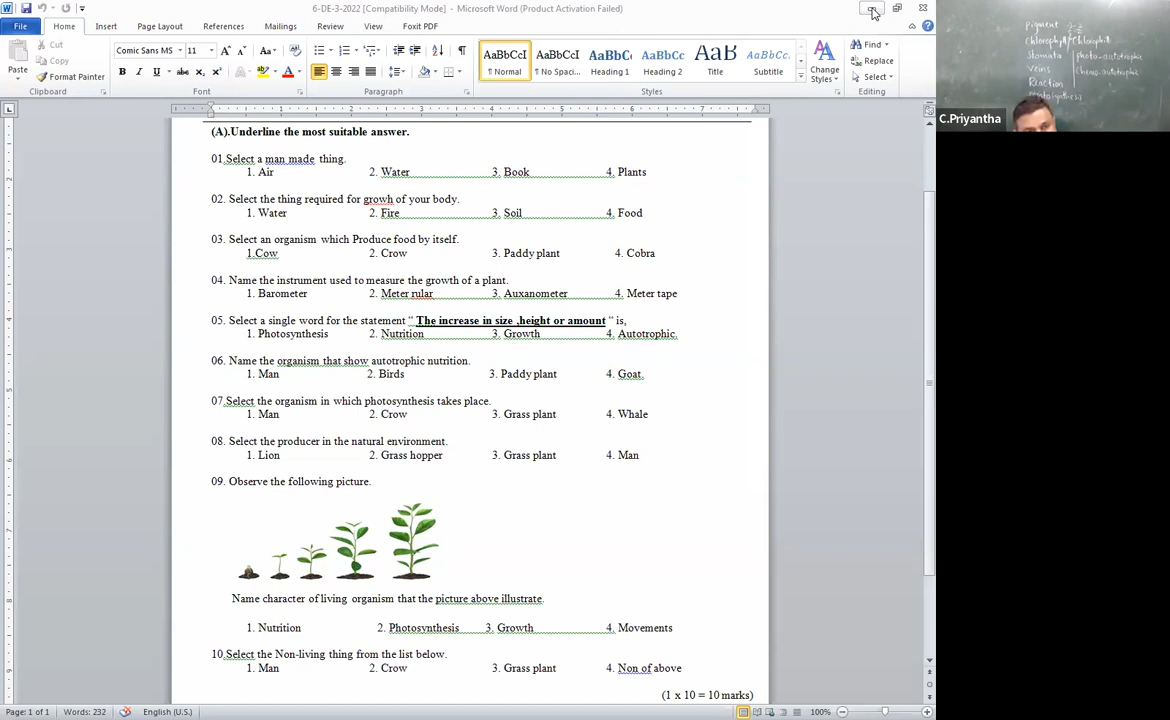 6-DE-3-2022 [Compatibility Mode] - Microsoft Word (Product Activation Failed)
File Home Insert Page Layout References Mailings Review View Foxit PDF
Paste
Cut
Copy
Format Painter
Clipboard
Comic Sans MS 11
Font
Paragraph
AaBbCcI AaBbCcI AaBbC AaBbCc AaB AaBbCc.
¶ Normal ¶ No Spaci... Heading 1 Heading 2 Title Subtitle
Change Styles
Styles
Find
Replace
Select
Editing
pigment
Stomata
Veins
Reaction
photo-autotrophic
C.Priyantha
(A).Underline the most suitable answer.
01.Select a man made thing.
1. Air 2. Water 3. Book 4. Plants
02. Select the thing required for growh of your body.
1. Water 2. Fire 3. Soil 4. Food
03. Select an organism which Produce food by itself.
1.Cow 2. Crow 3. Paddy plant 4. Cobra
04. Name the instrument used to measure the growth of a plant.
1. Barometer 2. Meter rular 3. Auxanometer 4. Meter tape
05. Select a single word for the statement " The increase in size ,height or amount " is,
1. Photosynthesis 2. Nutrition 3. Growth 4. Autotrophic.
06. Name the organism that show autotrophic nutrition.
1. Man 2. Birds 3. Paddy plant 4. Goat.
07.Select the organism in which photosynthesis takes place.
1. Man 2. Crow 3. Grass plant 4. Whale
08. Select the producer in the natural environment.
1. Lion 2. Grass hopper 3. Grass plant 4. Man
09. Observe the following picture.
Name character of living organism that the picture above illustrate.
1. Nutrition 2. Photosynthesis 3. Growth 4. Movements
10.Select the Non-living thing from the list below.
1. Man 2. Crow 3. Grass plant 4. Non of above
(1 x 10 = 10 marks)
Page: 1 of 1 Words: 232 English (U.S.) 100%